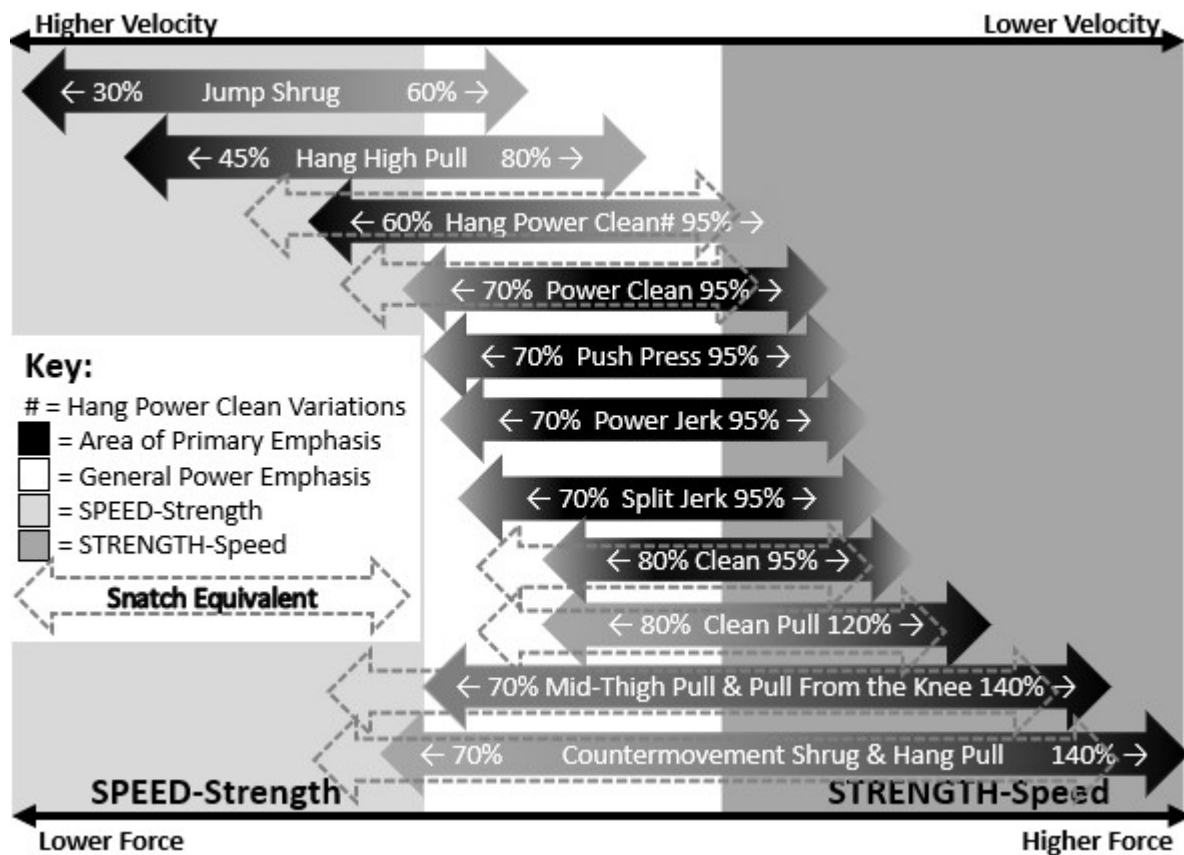 Higher Velocity Lower Velocity
← 30% Jump Shrug 60% →
← 45% Hang High Pull 80% →
← 60% Hang Power Clean# 95% →
← 70% Power Clean 95% →
← 70% Push Press 95% →
← 70% Power Jerk 95% →
← 70% Split Jerk 95% →
← 80% Clean 95% →
← 80% Clean Pull 120% →
← 70% Mid-Thigh Pull & Pull From the Knee 140% →
← 70% Countermovement Shrug & Hang Pull 140% →
Key:
# = Hang Power Clean Variations
= Area of Primary Emphasis
= General Power Emphasis
= SPEED-Strength
= STRENGTH-Speed
Snatch Equivalent
SPEED-Strength STRENGTH-Speed
Lower Force Higher Force